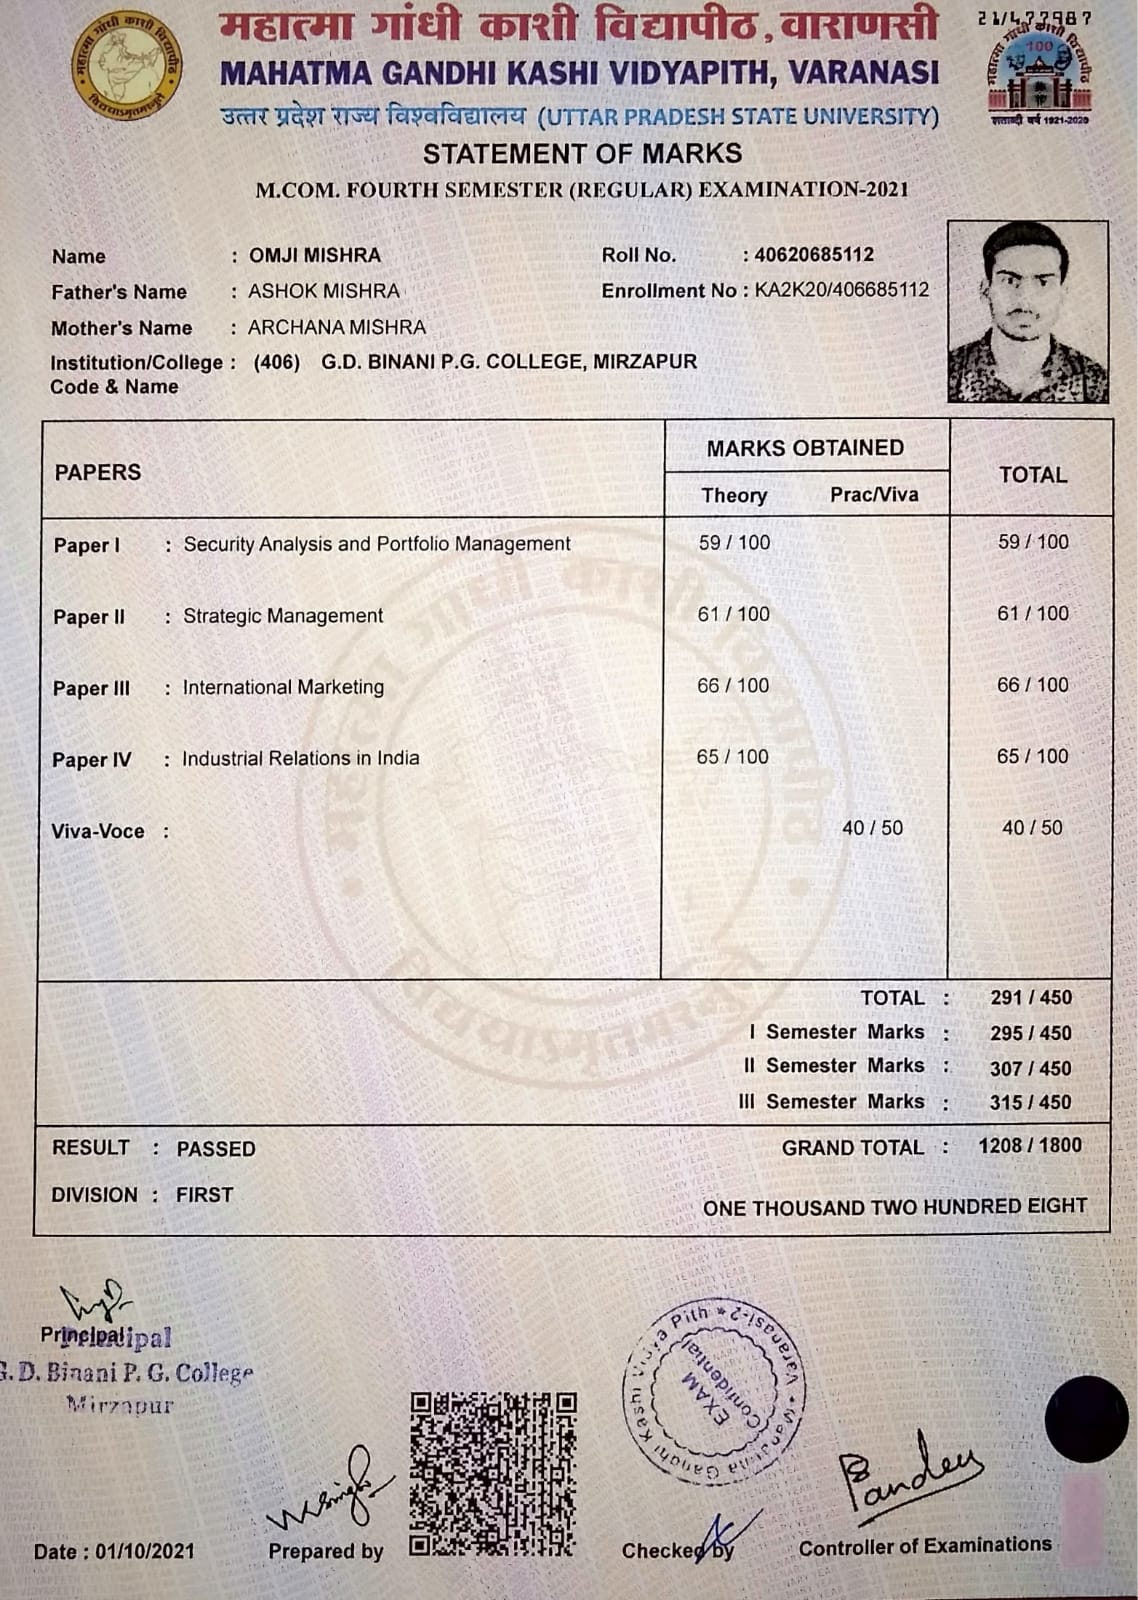 महात्मा गांधी काशी विद्यापीठ, वाराणसी
21/477987
MAHATMA GANDHI KASHI VIDYAPITH, VARANASI
उत्तर प्रदेश राज्य विश्वविद्यालय (UTTAR PRADESH STATE UNIVERSITY)
100
शताब्दी वर्ष 1921-2020
STATEMENT OF MARKS
M.COM. FOURTH SEMESTER (REGULAR) EXAMINATION-2021
Name : OMJI MISHRA Roll No. : 40620685112
Father's Name : ASHOK MISHRA Enrollment No : KA2K20/406685112
Mother's Name : ARCHANA MISHRA
Institution/College : (406) G.D. BINANI P.G. COLLEGE, MIRZAPUR
Code & Name
PAPERS MARKS OBTAINED TOTAL
Theory Prac/Viva
Paper I : Security Analysis and Portfolio Management 59 / 100 59 / 100
Paper II : Strategic Management 61 / 100 61 / 100
Paper III : International Marketing 66 / 100 66 / 100
Paper IV : Industrial Relations in India 65 / 100 65 / 100
Viva-Voce : 40 / 50 40 / 50
TOTAL : 291 / 450
I Semester Marks : 295 / 450
II Semester Marks : 307 / 450
III Semester Marks : 315 / 450
RESULT : PASSED GRAND TOTAL : 1208 / 1800
DIVISION : FIRST
ONE THOUSAND TWO HUNDRED EIGHT
Principal
Principal
G. D. Binani P. G. College
Mirzapur
Mahatma Gandhi Kashi Vidya Pith * Varanasi-2 *
EXAM
Confidential
Pandey
Date : 01/10/2021 Prepared by Checked by Controller of Examinations